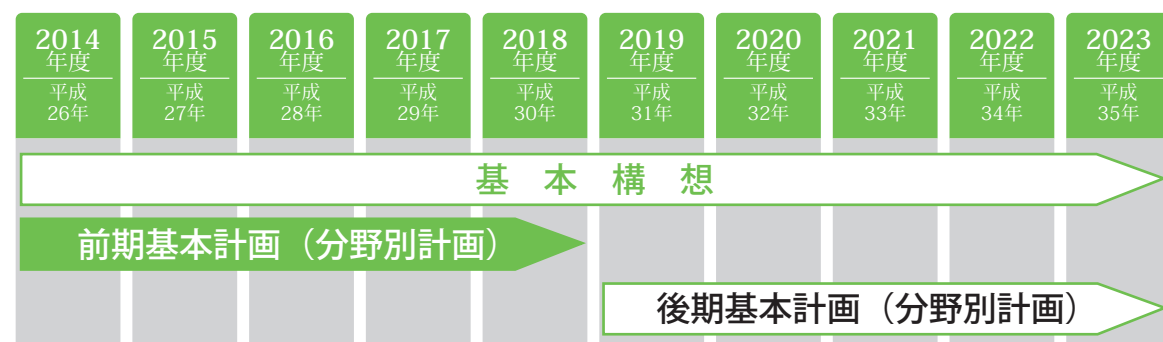 2014 2015 2016 2017 2018 2019 2020 2021 2022 2023
年度 年度 年度 年度 年度 年度 年度 年度 年度 年度
平成 平成 平成 平成 平成 平成 平成 平成 平成 平成
26年 27年 28年 29年 30年 31年 32年 33年 34年 35年
基本構想
前期基本計画（分野別計画）
後期基本計画（分野別計画）